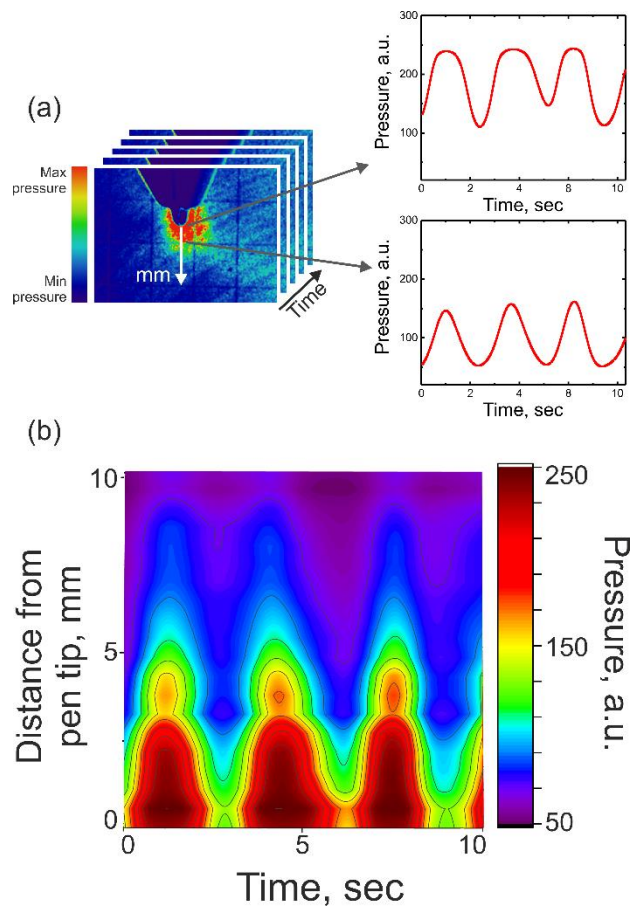 (a)
Max
pressure
Min
pressure
mm
Time
Pressure, a.u.
300
200
100
0 2 4 6 8 10
Time, sec
Pressure, a.u.
300
200
100
0 2 4 6 8 10
Time, sec
(b)
Distance from
pen tip, mm
10
5
0
0 5 10
Time, sec
250
150
50
Pressure, a.u.